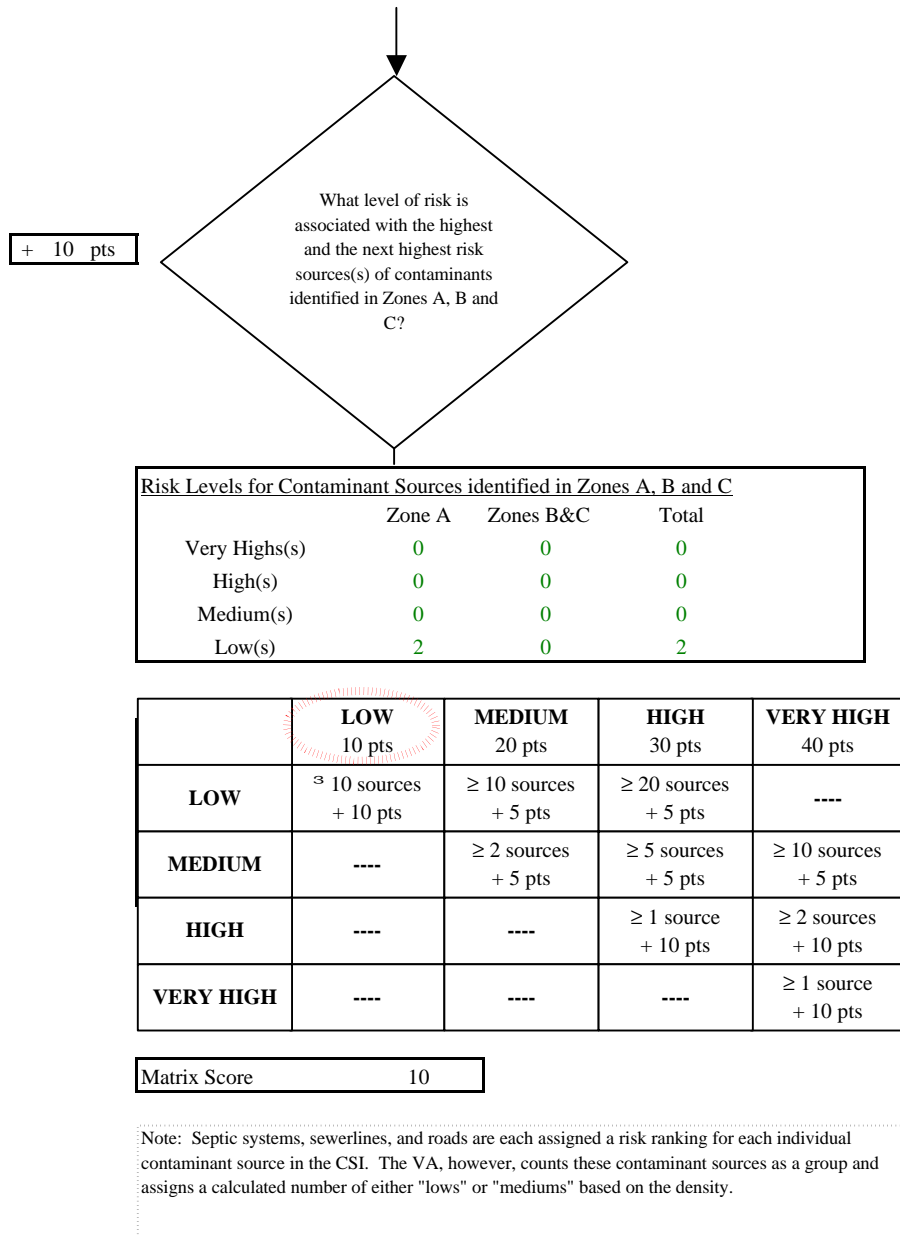 What level of risk is
associated with the highest
and the next highest risk
sources(s) of contaminants
identified in Zones A, B and
C?
+ 10 pts
Risk Levels for Contaminant Sources identified in Zones A, B and C
Zone A Zones B&C Total
Very Highs(s) 0 0 0
High(s) 0 0 0
Medium(s) 0 0 0
Low(s) 2 0 2
LOW MEDIUM HIGH VERY HIGH
10 pts 20 pts 30 pts 40 pts
LOW ³ 10 sources ≥ 10 sources ≥ 20 sources ----
+ 10 pts + 5 pts + 5 pts
MEDIUM ---- ≥ 2 sources ≥ 5 sources ≥ 10 sources
+ 5 pts + 5 pts + 5 pts
HIGH ---- ---- ≥ 1 source ≥ 2 sources
+ 10 pts + 10 pts
VERY HIGH ---- ---- ---- ≥ 1 source
+ 10 pts
Matrix Score 10
Note: Septic systems, sewerlines, and roads are each assigned a risk ranking for each individual
contaminant source in the CSI. The VA, however, counts these contaminant sources as a group and
assigns a calculated number of either "lows" or "mediums" based on the density.